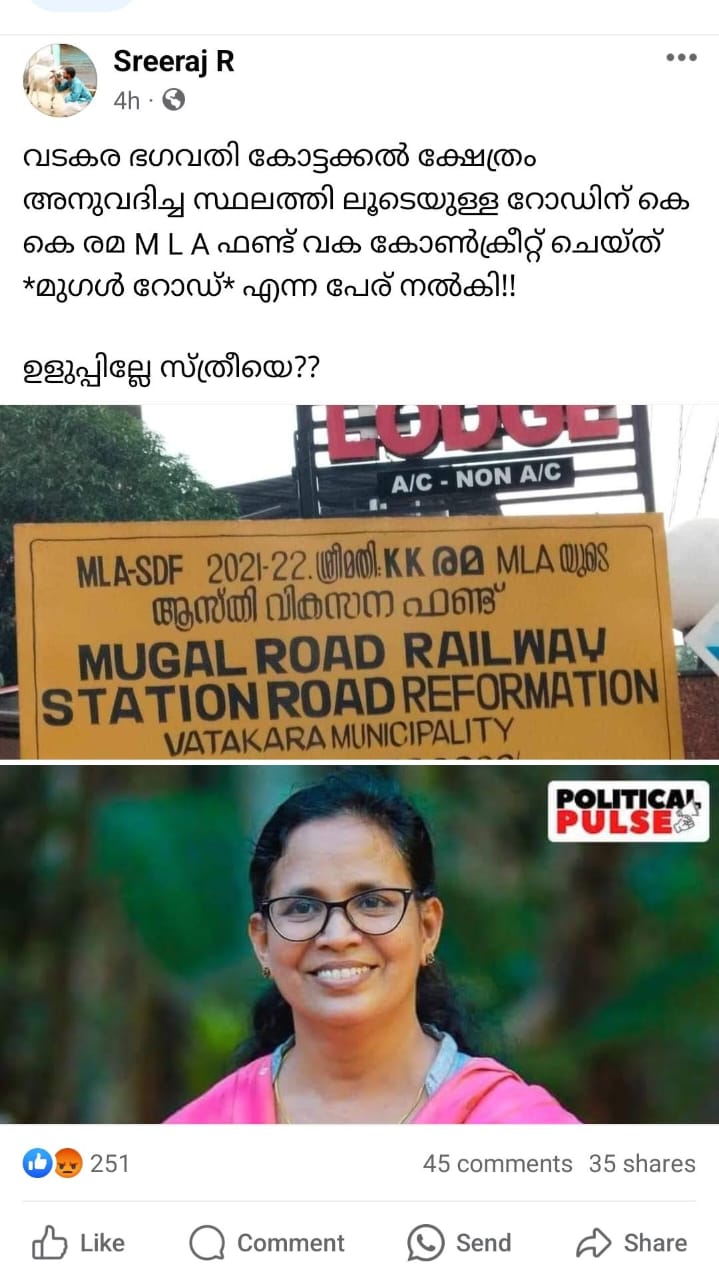 Sreeraj R
4h ·
വടകര ഭഗവതി കോട്ടക്കൽ ക്ഷേത്രം
അനുവദിച്ച സ്ഥലത്തി ലൂടെയുള്ള റോഡിന് കെ
കെ രമ M L A ഫണ്ട് വക കോൺക്രീറ്റ് ചെയ്ത്
*മുഗൾ റോഡ്* എന്ന പേര് നൽകി!!
ഉളുപ്പില്ലേ സ്ത്രീയെ??
LODGE
A/C - NON A/C
MLA-SDF 2021-22. ശ്രീമതി. KK രമ MLA യുടെ
ആസ്തി വികസന ഫണ്ട്
MUGAL ROAD RAILWAY
STATION ROAD REFORMATION
VATAKARA MUNICIPALITY
POLITICAL
PULSE
251
45 comments 35 shares
Like
Comment
Send
Share